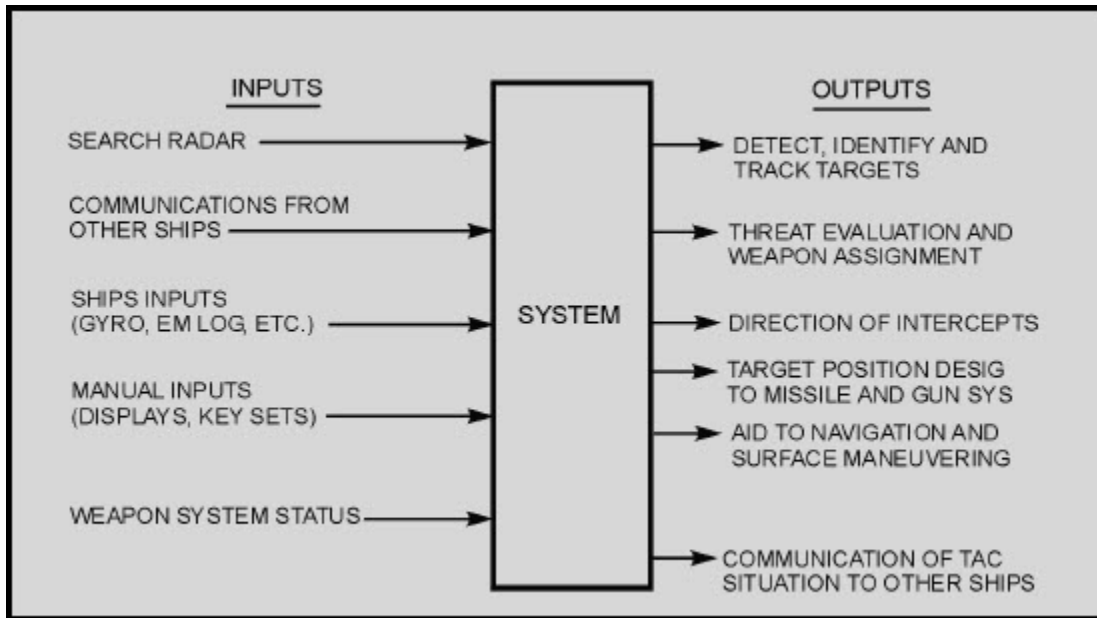 INPUTS
SEARCH RADAR
COMMUNICATIONS FROM
OTHER SHIPS
SHIPS INPUTS
(GYRO, EM LOG, ETC.)
MANUAL INPUTS
(DISPLAYS, KEY SETS)
WEAPON SYSTEM STATUS
SYSTEM
OUTPUTS
DETECT, IDENTIFY AND
TRACK TARGETS
THREAT EVALUATION AND
WEAPON ASSIGNMENT
DIRECTION OF INTERCEPTS
TARGET POSITION DESIG
TO MISSILE AND GUN SYS
AID TO NAVIGATION AND
SURFACE MANEUVERING
COMMUNICATION OF TAC
SITUATION TO OTHER SHIPS